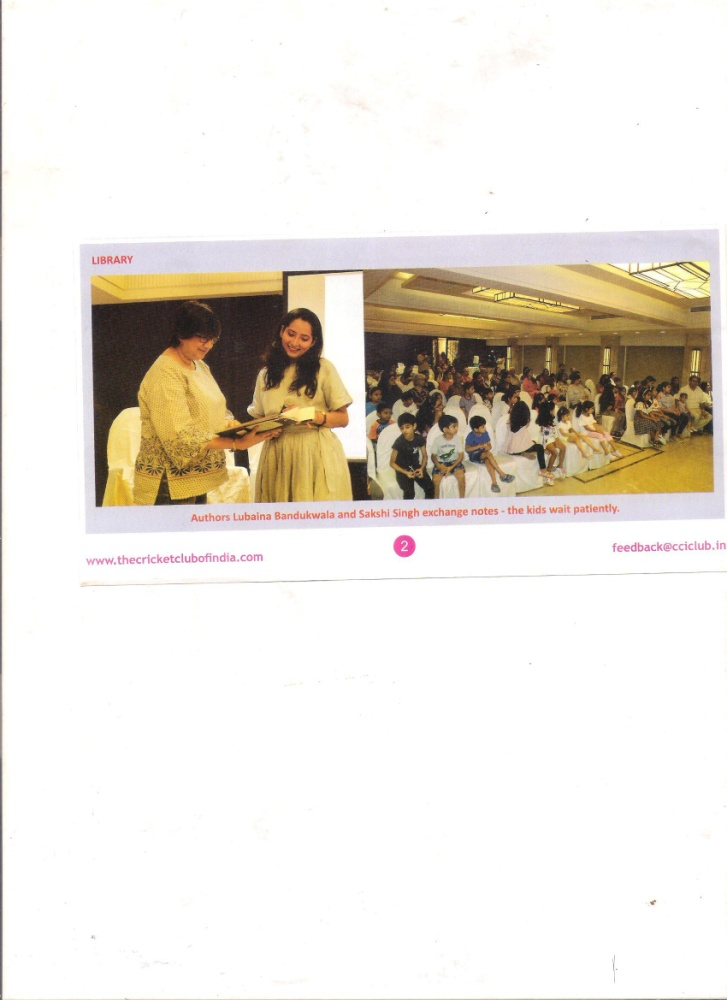 LIBRARY
Authors Lubaina Bandukwala and Sakshi Singh exchange notes - the kids wait patiently.
www.thecricketclubofindia.com
2
feedback@cciclub.in